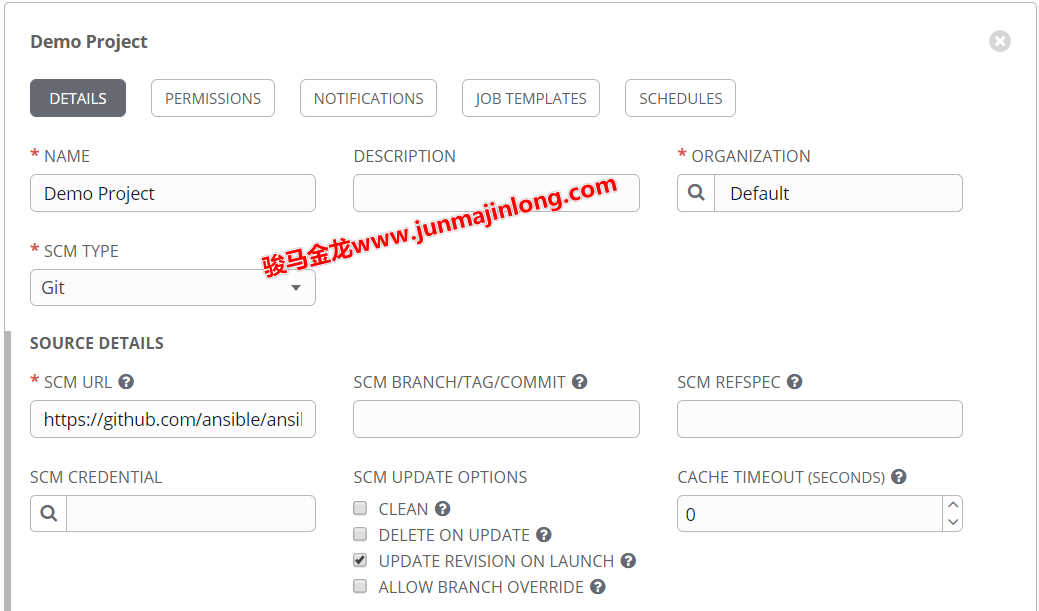 Demo Project
DETAILS PERMISSIONS NOTIFICATIONS JOB TEMPLATES SCHEDULES
* NAME DESCRIPTION * ORGANIZATION
Demo Project Default
骏马金龙www.junmajinlong.com
* SCM TYPE
Git
SOURCE DETAILS
* SCM URL ? SCM BRANCH/TAG/COMMIT ? SCM REFSPEC ?
https://github.com/ansible/ansil
SCM CREDENTIAL SCM UPDATE OPTIONS CACHE TIMEOUT (SECONDS) ?
CLEAN ?
0
DELETE ON UPDATE ?
UPDATE REVISION ON LAUNCH ?
ALLOW BRANCH OVERRIDE ?